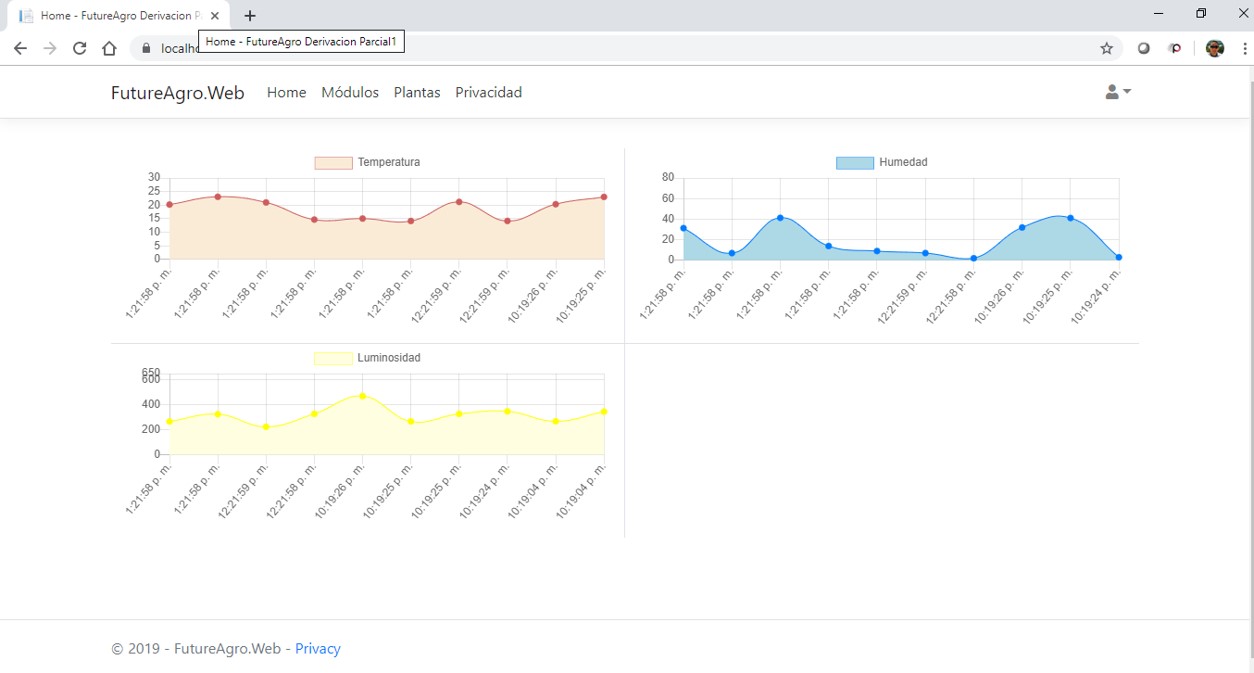 Home - FutureAgro Derivacion P
Home - FutureAgro Derivacion Parcial1
localho
FutureAgro.Web Home Módulos Plantas Privacidad
Temperatura
30
25
20
15
10
5
0
1:21:58 p. m. 1:21:58 p. m. 1:21:58 p. m. 1:21:58 p. m. 1:21:58 p. m. 1:21:58 p. m. 12:21:59 p. m. 12:21:59 p. m. 10:19:26 p. m. 10:19:25 p. m.
Humedad
80
60
40
20
0
1:21:58 p. m. 1:21:58 p. m. 1:21:58 p. m. 1:21:58 p. m. 1:21:58 p. m. 12:21:59 p. m. 12:21:58 p. m. 10:19:26 p. m. 10:19:25 p. m. 10:19:24 p. m.
Luminosidad
650
600
400
200
0
1:21:58 p. m. 1:21:58 p. m. 12:21:59 p. m. 12:21:58 p. m. 10:19:26 p. m. 10:19:25 p. m. 10:19:25 p. m. 10:19:24 p. m. 10:19:04 p. m. 10:19:04 p. m.
© 2019 - FutureAgro.Web - Privacy